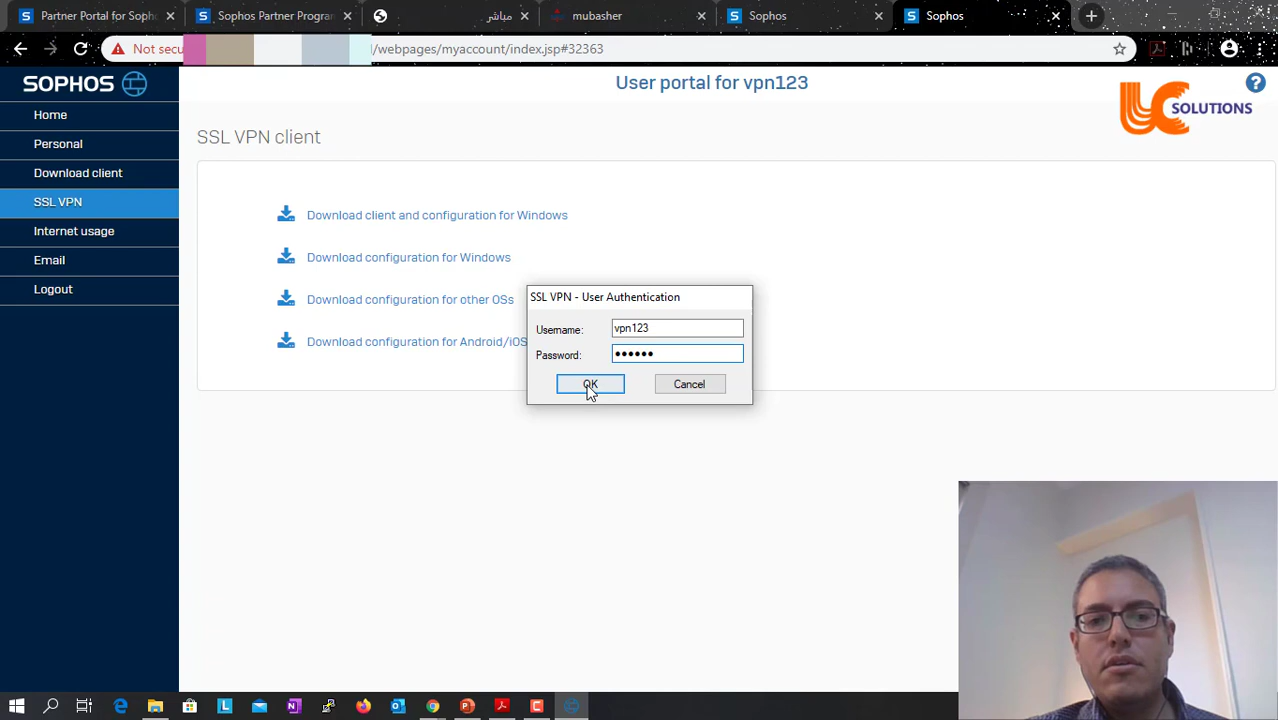 Partner Portal for Sopho
Sophos Partner Progra
مباشر
mubasher
Sophos
Sophos
Not secu
/webpages/myaccount/index.jsp#32363
SOPHOS
User portal for vpn123
UC SOLUTIONS
Home
Personal
Download client
SSL VPN
Internet usage
Email
Logout
SSL VPN client
Download client and configuration for Windows
Download configuration for Windows
Download configuration for other OSs
Download configuration for Android/iOS
SSL VPN - User Authentication
Username:
vpn123
Password:
••••••
OK
Cancel